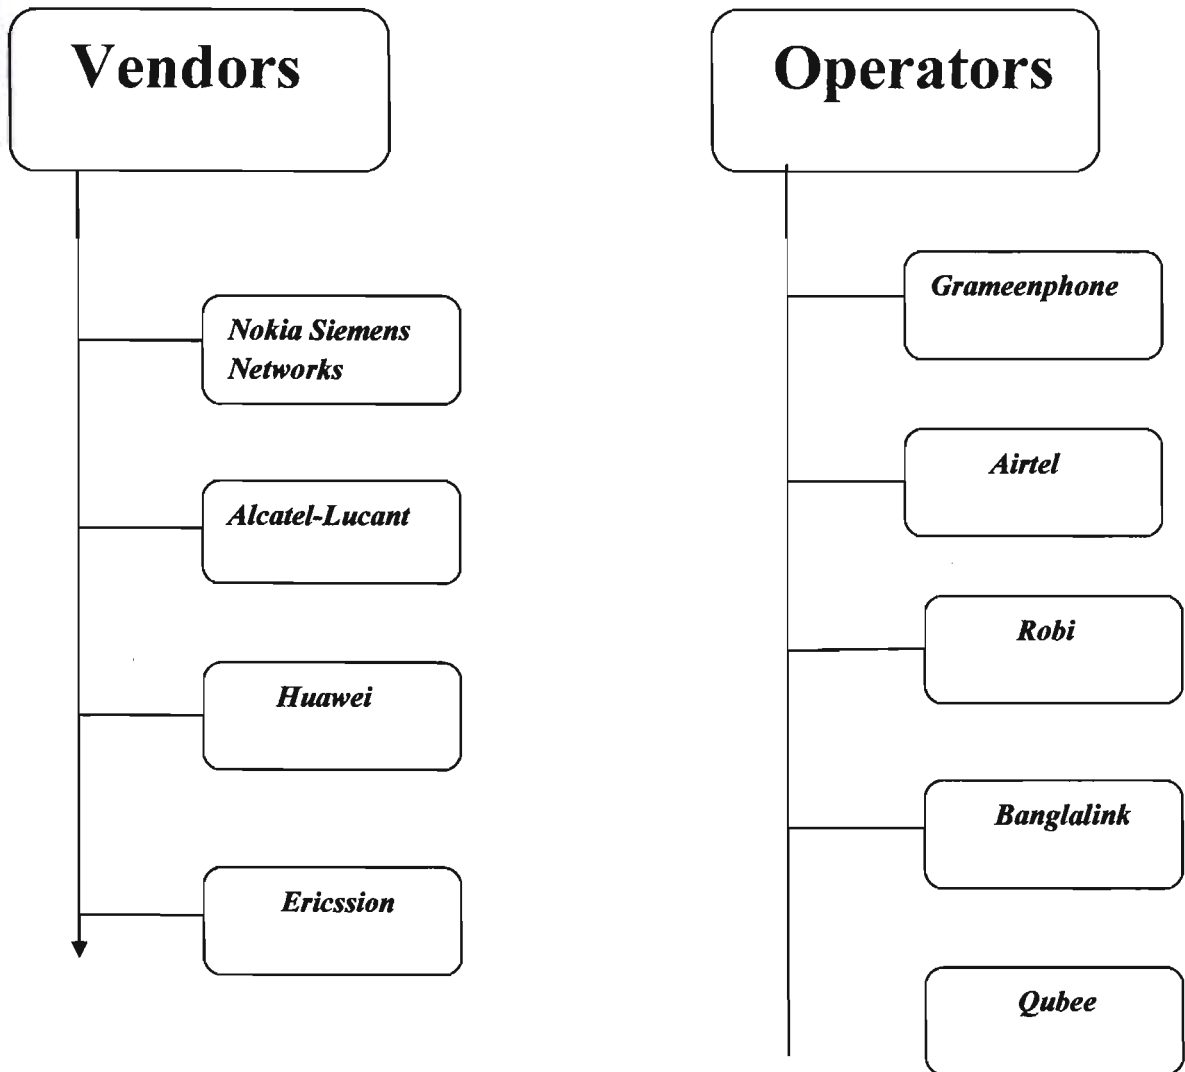 Vendors
Operators
Nokia Siemens
Networks
Alcatel-Lucant
Huawei
Ericssion
Grameenphone
Airtel
Robi
Banglalink
Qubee